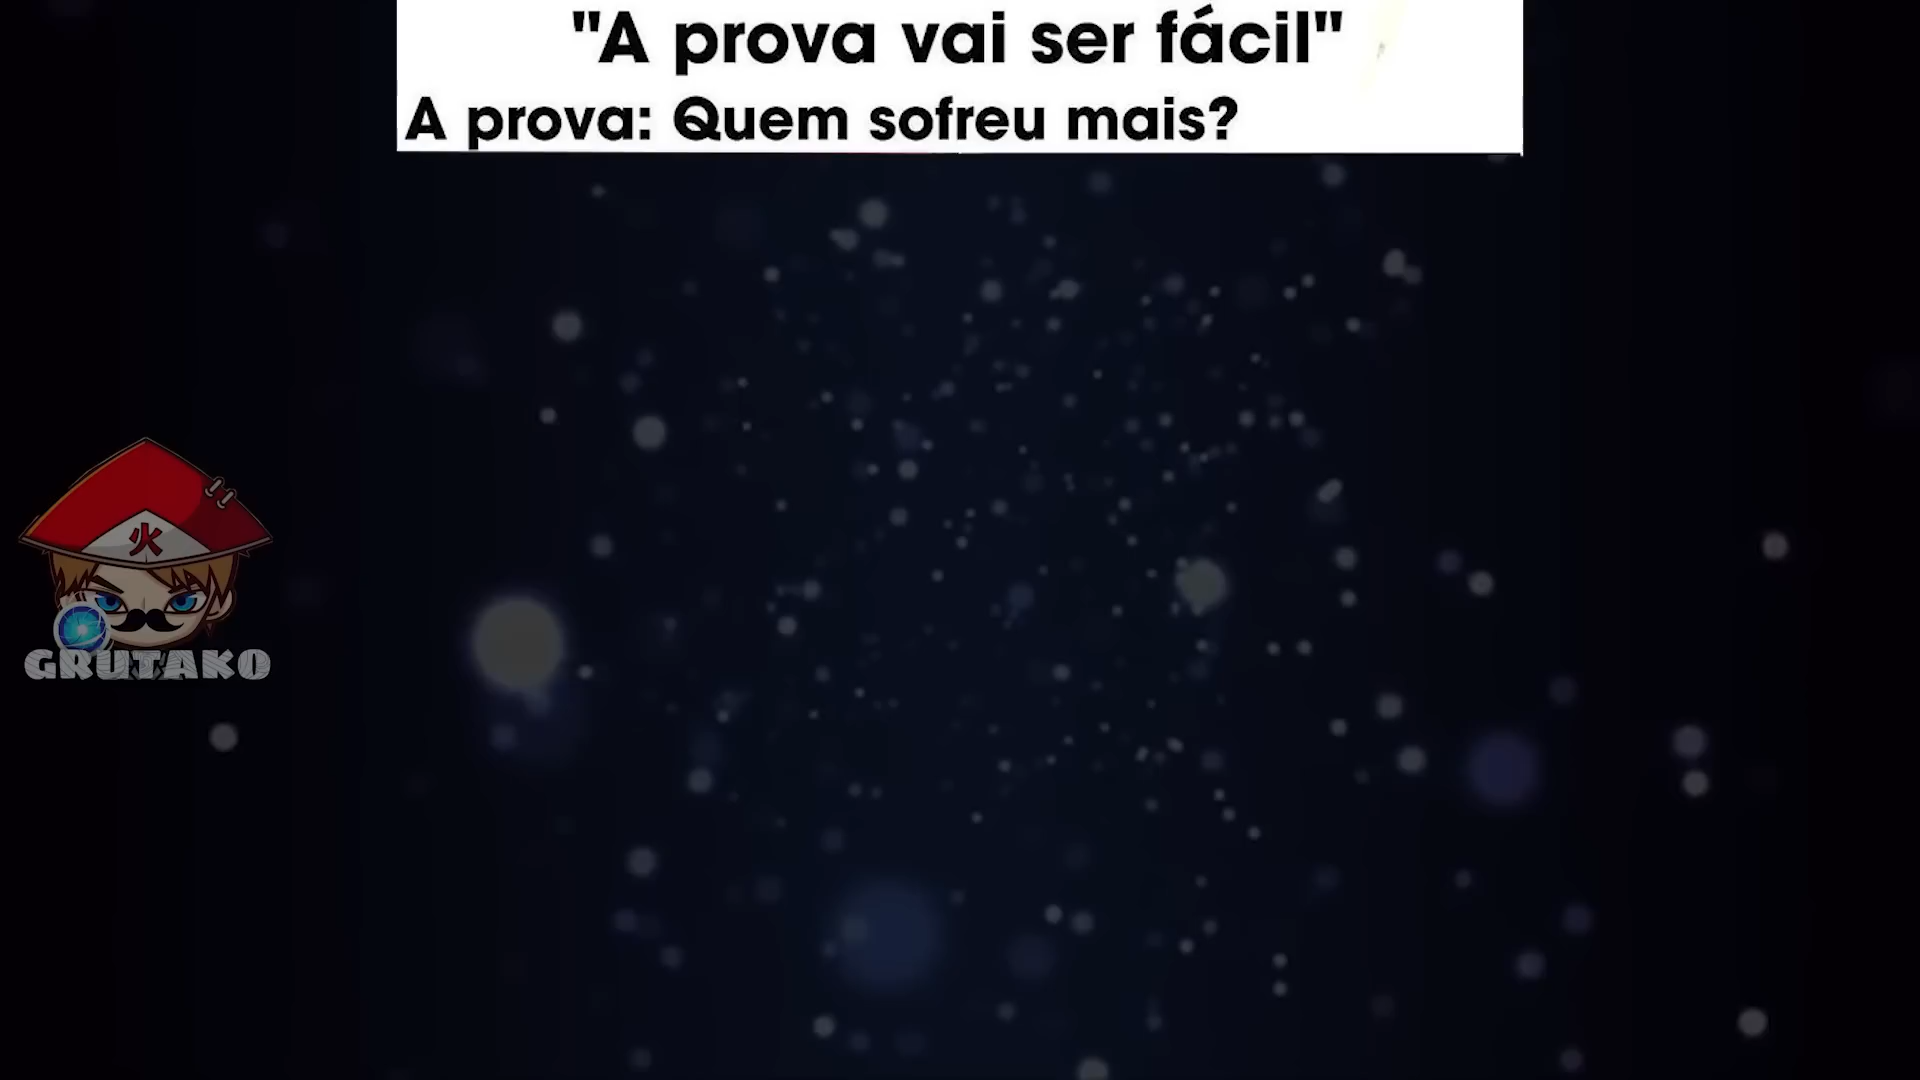 "A prova vai ser fácil"
A prova: Quem sofreu mais?
火
GRUTAKO